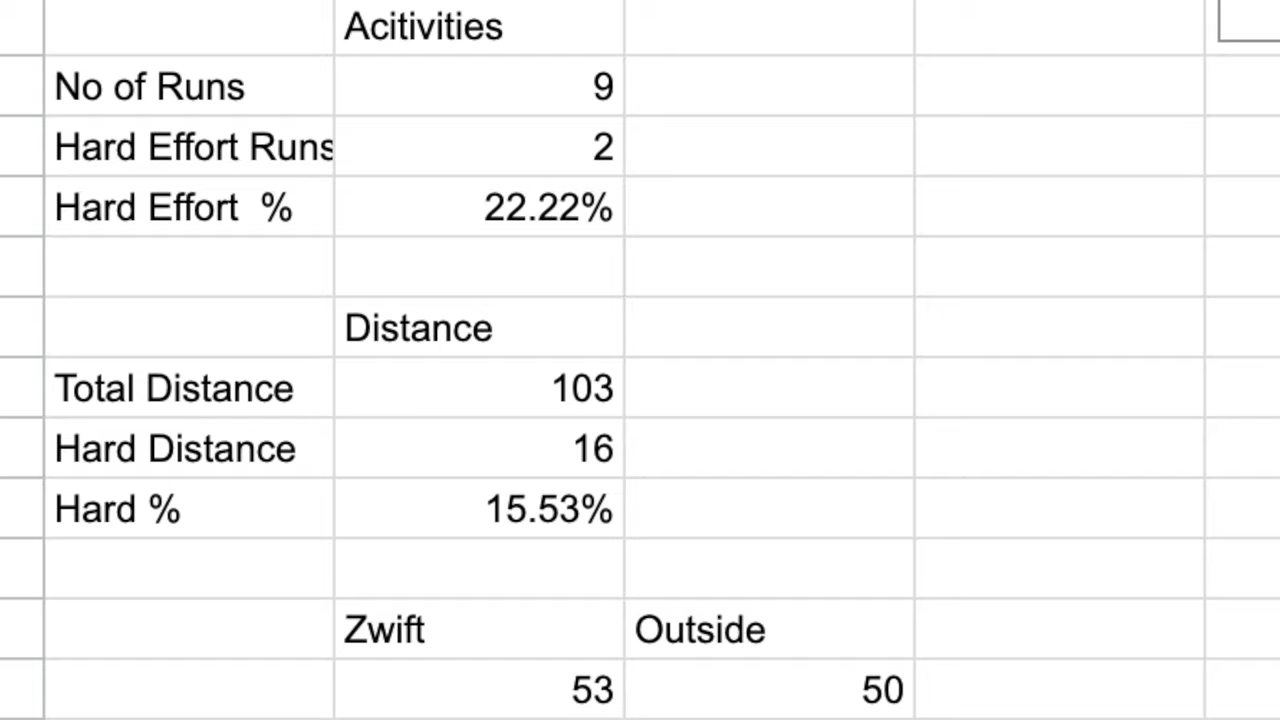 Acitivities
No of Runs 9
Hard Effort Runs 2
Hard Effort % 22.22%
Distance
Total Distance 103
Hard Distance 16
Hard % 15.53%
Zwift Outside
53 50